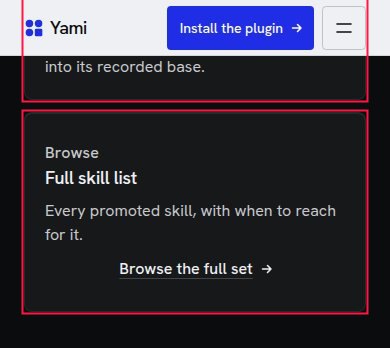 Yami
Install the plugin →
into its recorded base.
Browse
Full skill list
Every promoted skill, with when to reach
for it.
Browse the full set →